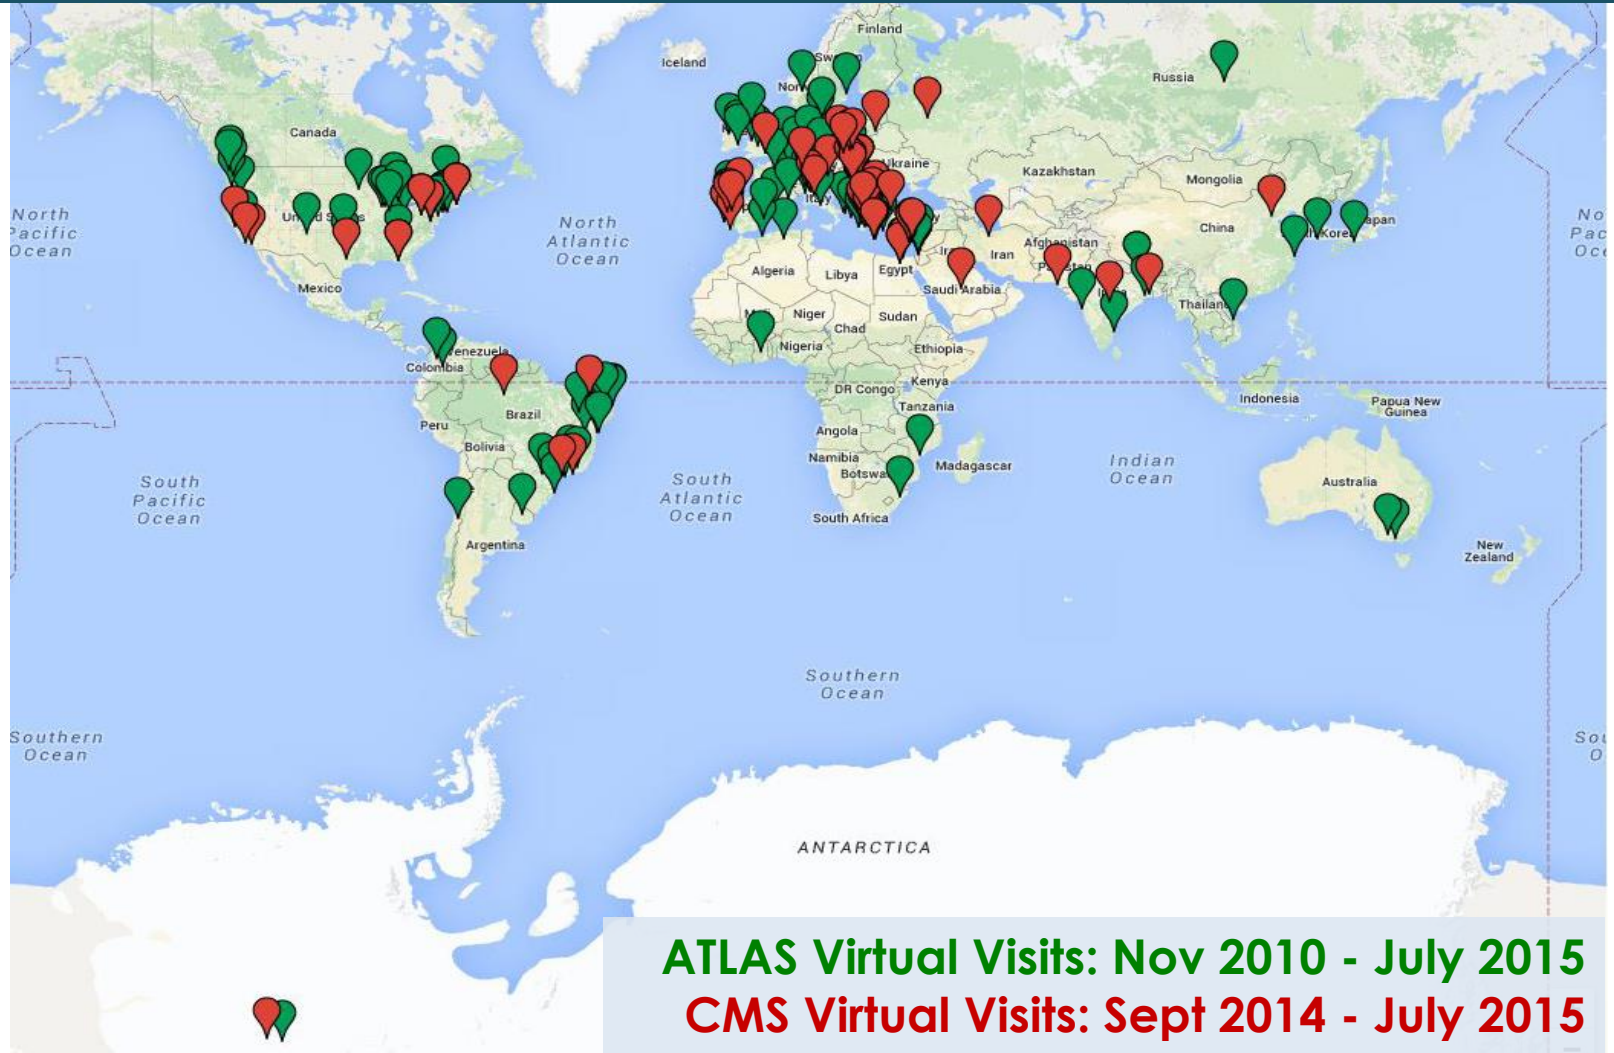 Finland
Iceland
Russia
Canada
Ukraine
Kazakhstan
Mongolia
North
Pacific
Ocean
North
Atlantic
Ocean
Italy
China
Afghanistan
Iran
Algeria
Libya
Egypt
Saudi Arabia
Mexico
Niger
Sudan
Chad
Nigeria
Ethiopia
Venezuela
Colombia
DR Congo
Kenya
Tanzania
Indonesia
Papua New
Guinea
Brazil
Peru
Angola
Bolivia
Namibia
Madagascar
Indian
Ocean
South
Pacific
Ocean
South
Atlantic
Ocean
Australia
South Africa
Argentina
New
Zealand
Southern
Ocean
Southern
Ocean
ANTARCTICA
ATLAS Virtual Visits: Nov 2010 - July 2015
CMS Virtual Visits: Sept 2014 - July 2015